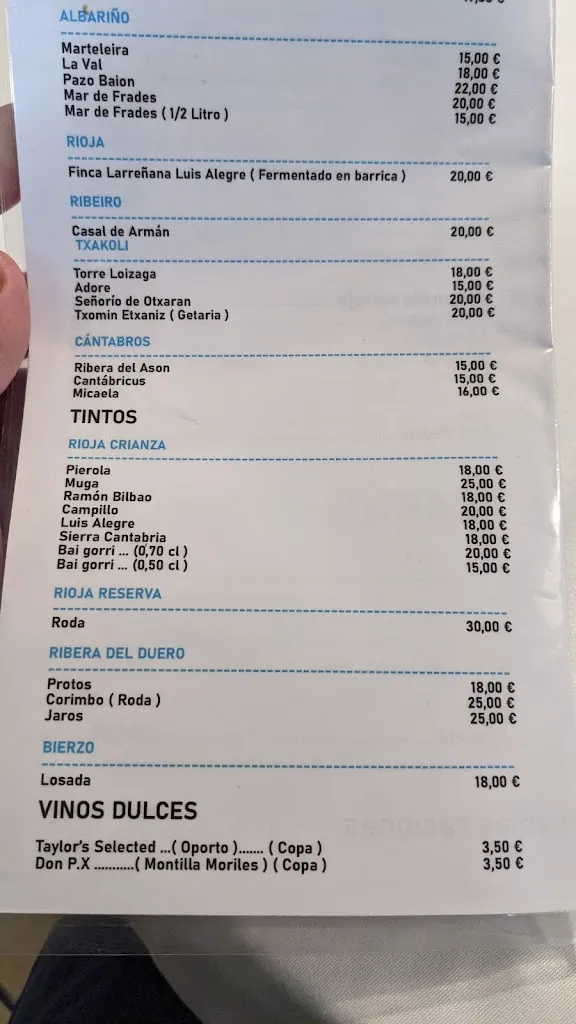 ALBARIÑO
Marteleira 15,00 €
La Val 18,00 €
Pazo Baion 22,00 €
Mar de Frades 20,00 €
Mar de Frades ( 1/2 Litro ) 15,00 €
RIOJA
Finca Larreñana Luis Alegre ( Fermentado en barrica ) 20,00 €
RIBEIRO
Casal de Armán 20,00 €
TXAKOLI
Torre Loizaga 18,00 €
Adore 15,00 €
Señorío de Otxaran 20,00 €
Txomin Etxaniz ( Getaria ) 20,00 €
CÁNTABROS
Ribera del Ason 15,00 €
Cantábricus 15,00 €
Micaela 16,00 €
TINTOS
RIOJA CRIANZA
Pierola 18,00 €
Muga 25,00 €
Ramón Bilbao 18,00 €
Campillo 20,00 €
Luis Alegre 18,00 €
Sierra Cantabria 18,00 €
Bai gorri ... (0,70 cl ) 20,00 €
Bai gorri ... (0,50 cl ) 15,00 €
RIOJA RESERVA
Roda 30,00 €
RIBERA DEL DUERO
Protos 18,00 €
Corimbo ( Roda ) 25,00 €
Jaros 25,00 €
BIERZO
Losada 18,00 €
VINOS DULCES
Taylor's Selected ...( Oporto )....... ( Copa ) 3,50 €
Don P.X ...........( Montilla Moriles ) ( Copa ) 3,50 €